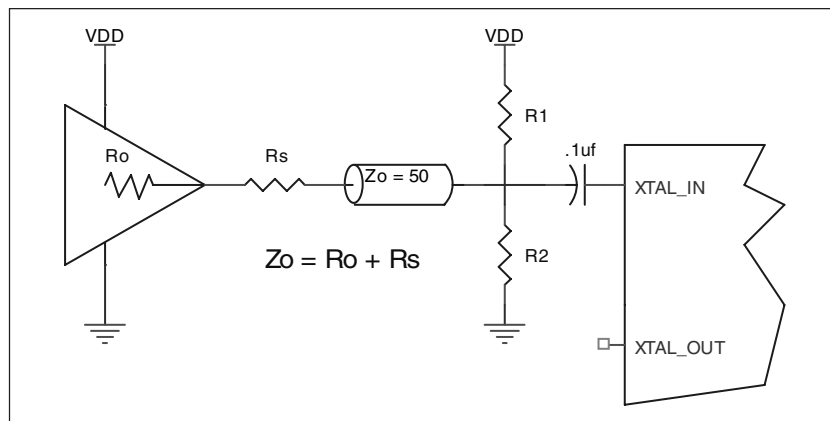 VDD
VDD
R1
Ro
Rs
.1uf
Zo = 50
XTAL_IN
Zo = Ro + Rs
R2
XTAL_OUT